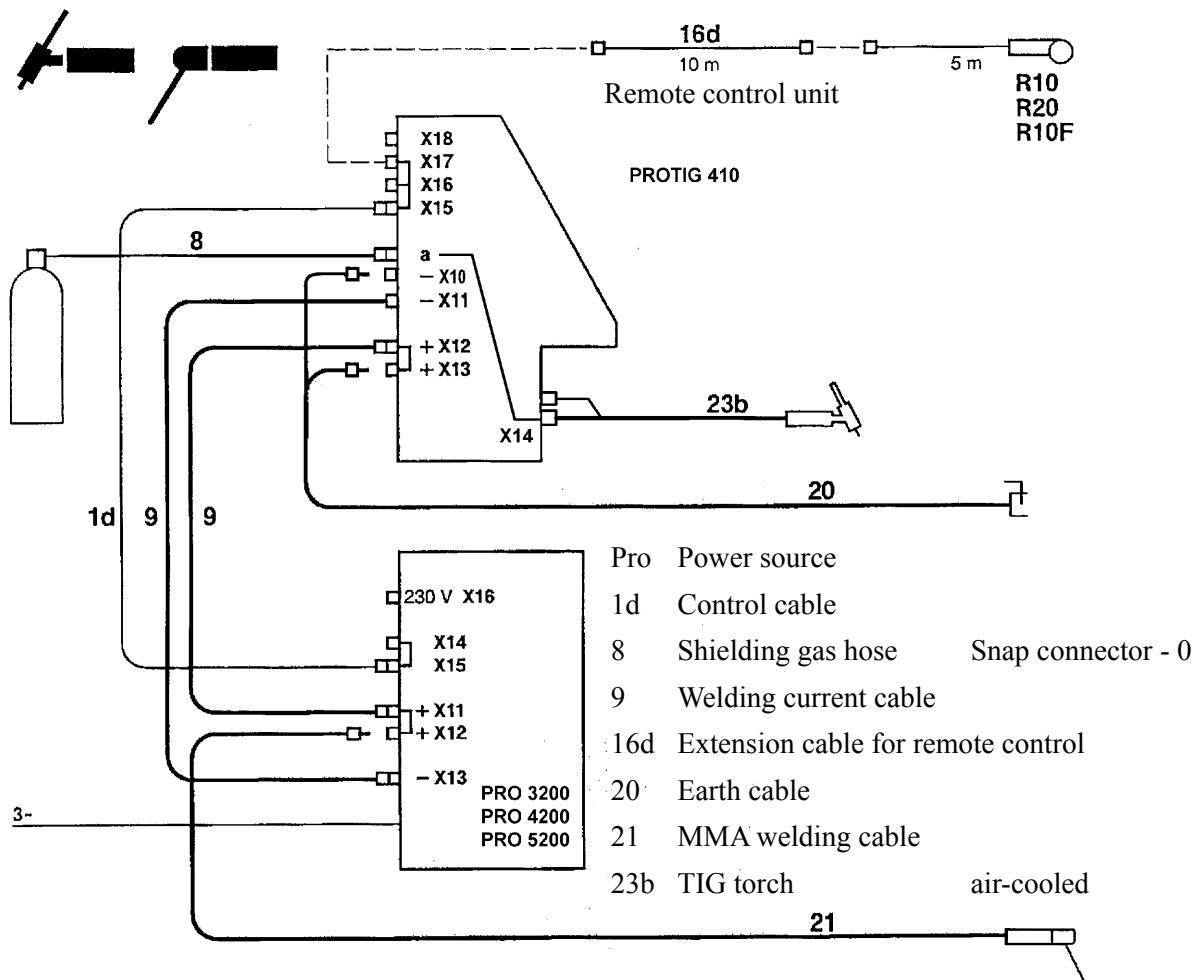 16d
10 m
5 m
Remote control unit
R10
R20
R10F
X18
X17
X16
X15
PROTIG 410
8
a
– X10
– X11
+ X12
+ X13
X14
23b
20
1d 9 9
230 V X16
X14
X15
+ X11
+ X12
– X13
3~
PRO 3200
PRO 4200
PRO 5200
Pro Power source
1d Control cable
8 Shielding gas hose Snap connector - 0
9 Welding current cable
16d Extension cable for remote control
20 Earth cable
21 MMA welding cable
23b TIG torch air-cooled
21